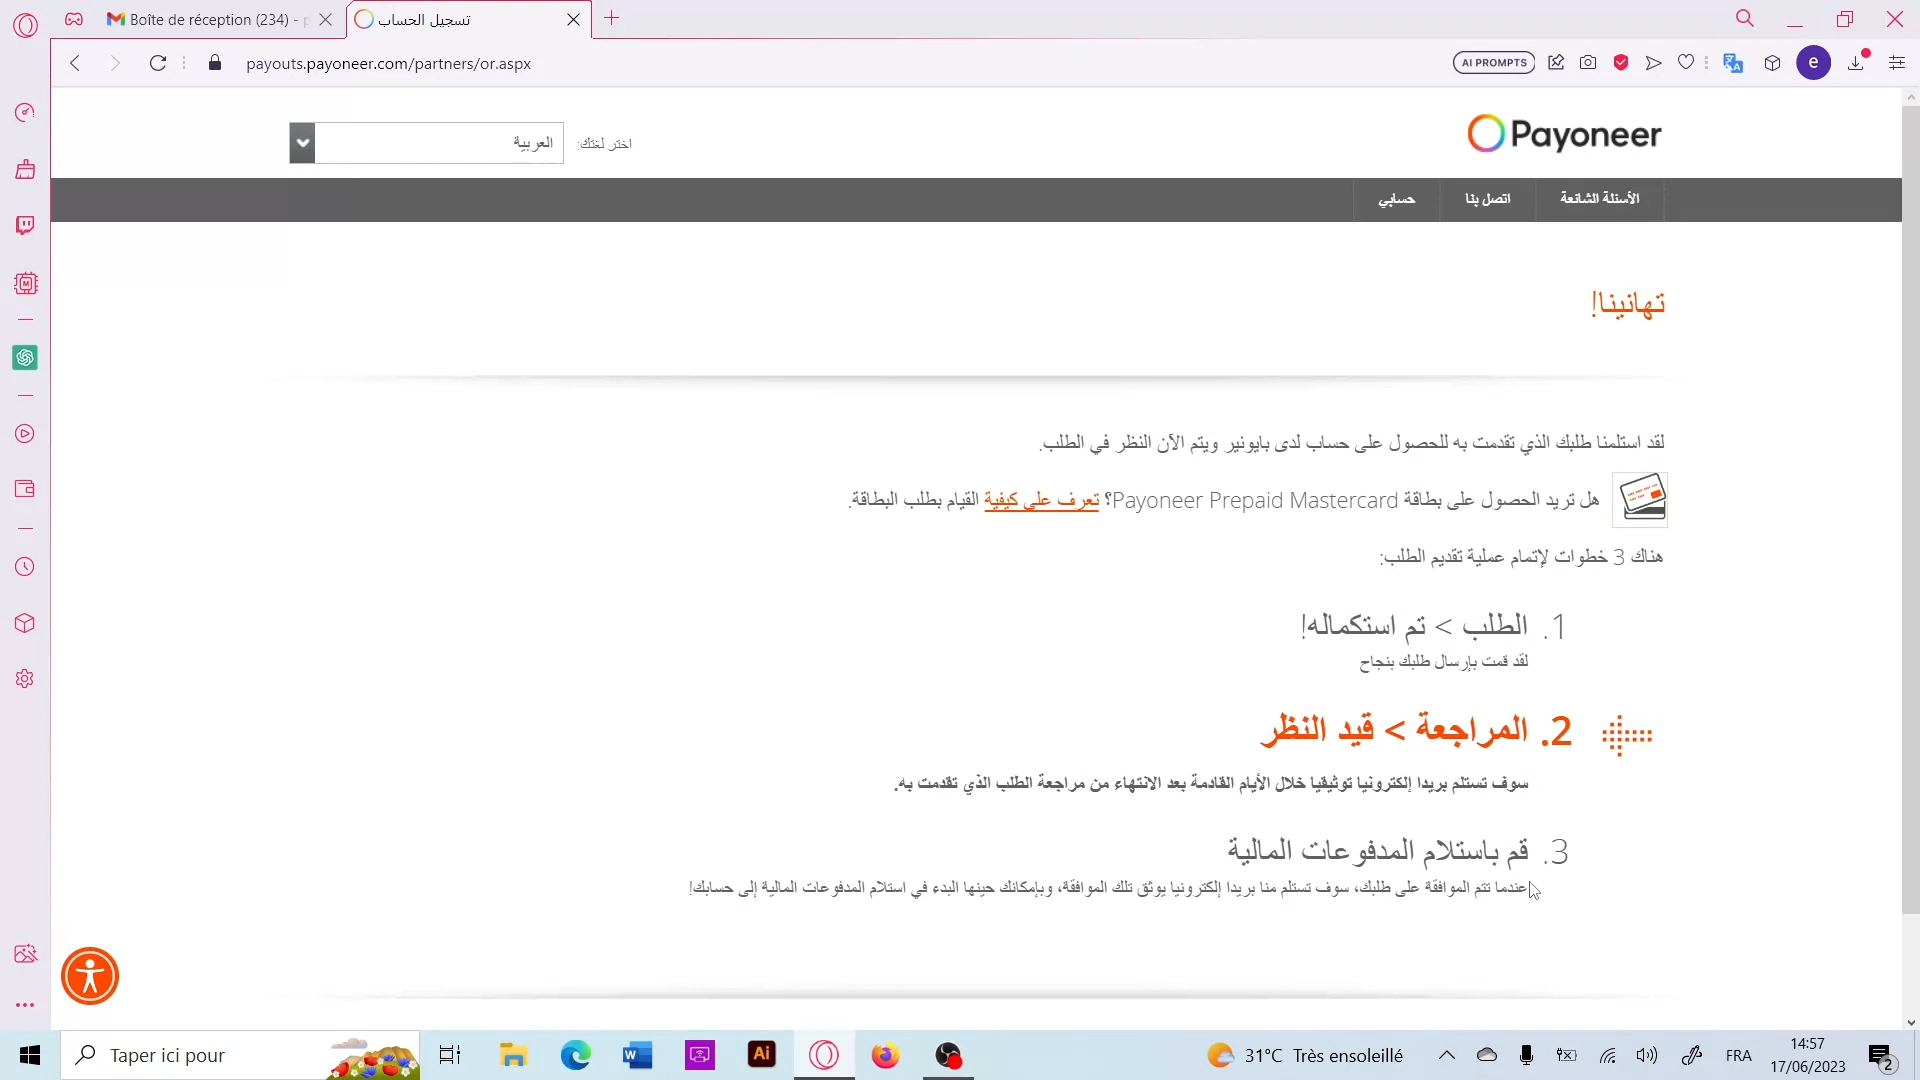 Boîte de réception (234) - p
تسجيل الحساب
payouts.payoneer.com/partners/or.aspx
AI PROMPTS
e
Payoneer
اختر لغتك:
العربية
الأسئلة الشائعة
اتصل بنا
حسابي
تهانينا!
لقد استلمنا طلبك الذي تقدمت به للحصول على حساب لدى بايونير ويتم الآن النظر في الطلب.
هل تريد الحصول على بطاقة Payoneer Prepaid Mastercard؟ تعرف على كيفية القيام بطلب البطاقة.
هناك 3 خطوات لإتمام عملية تقديم الطلب:
1. الطلب > تم استكماله!
لقد قمت بإرسال طلبك بنجاح
2. المراجعة > قيد النظر
سوف تستلم بريدا إلكترونيا توثيقيا خلال الأيام القادمة بعد الانتهاء من مراجعة الطلب الذي تقدمت به.
3. قم باستلام المدفوعات المالية
عندما تتم الموافقة على طلبك، سوف تستلم منا بريدا إلكترونيا يوثق تلك الموافقة، وبإمكانك حينها البدء في استلام المدفوعات المالية إلى حسابك!
Taper ici pour
W
Ai
31°C Très ensoleillé
FRA
14:57
17/06/2023
2